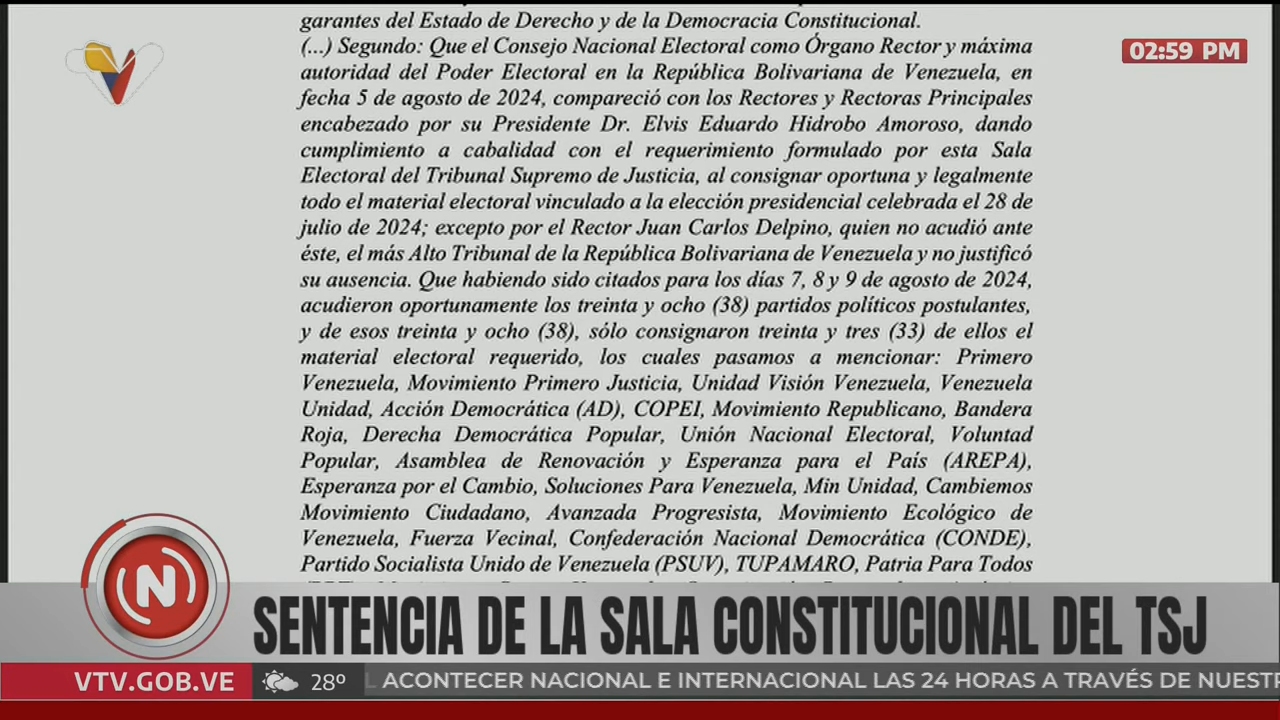 garantes del Estado de Derecho y de la Democracia Constitucional.
(...) Segundo: Que el Consejo Nacional Electoral como Órgano Rector y máxima
autoridad del Poder Electoral en la República Bolivariana de Venezuela, en
fecha 5 de agosto de 2024, compareció con los Rectores y Rectoras Principales
encabezado por su Presidente Dr. Elvis Eduardo Hidrobo Amoroso, dando
cumplimiento a cabalidad con el requerimiento formulado por esta Sala
Electoral del Tribunal Supremo de Justicia, al consignar oportuna y legalmente
todo el material electoral vinculado a la elección presidencial celebrada el 28 de
julio de 2024; excepto por el Rector Juan Carlos Delpino, quien no acudió ante
éste, el más Alto Tribunal de la República Bolivariana de Venezuela y no justificó
su ausencia. Que habiendo sido citados para los días 7, 8 y 9 de agosto de 2024,
acudieron oportunamente los treinta y ocho (38) partidos políticos postulantes,
y de esos treinta y ocho (38), sólo consignaron treinta y tres (33) de ellos el
material electoral requerido, los cuales pasamos a mencionar: Primero
Venezuela, Movimiento Primero Justicia, Unidad Visión Venezuela, Venezuela
Unidad, Acción Democrática (AD), COPEI, Movimiento Republicano, Bandera
Roja, Derecha Democrática Popular, Unión Nacional Electoral, Voluntad
Popular, Asamblea de Renovación y Esperanza para el País (AREPA),
Esperanza por el Cambio, Soluciones Para Venezuela, Min Unidad, Cambiemos
Movimiento Ciudadano, Avanzada Progresista, Movimiento Ecológico de
Venezuela, Fuerza Vecinal, Confederación Nacional Democrática (CONDE),
Partido Socialista Unido de Venezuela (PSUV), TUPAMARO, Patria Para Todos
02:59 PM
N
SENTENCIA DE LA SALA CONSTITUCIONAL DEL TSJ
VTV.GOB.VE
28º
L ACONTECER NACIONAL E INTERNACIONAL LAS 24 HORAS A TRAVÉS DE NUESTR